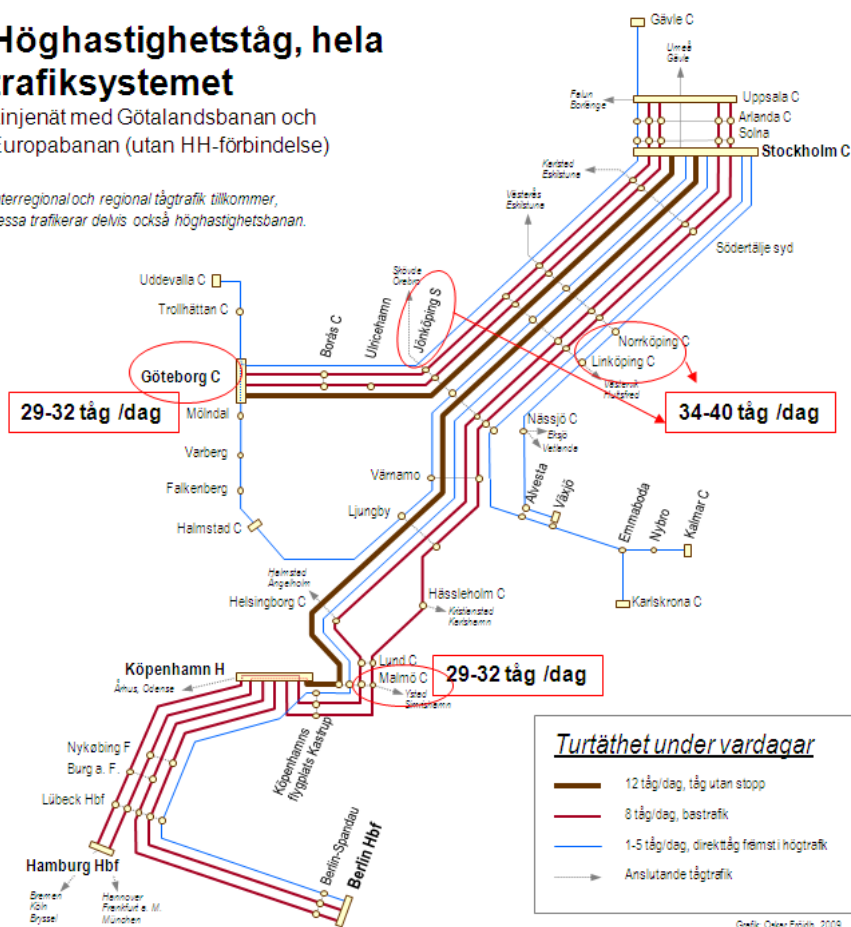 Höghastighetståg, hela
trafiksystemet
Linjenät med Götalandsbanan och
Europabanan (utan HH-förbindelse)
nterregional och regional tågtrafik tillkommer,
essa trafikerar delvis också höghastighetsbanan.
Gävle C
Umeå
Gävle
Falun
Borlänge
Uppsala C
Arlanda C
Solna
Stockholm C
Karlstad
Eskilstuna
Västerås
Eskilstuna
Södertälje syd
Skövde
Örebro
Uddevalla C
Trollhättan C
Borås C
Ulricehamn
Jönköping S
Norrköping C
Linköping C
Västervik
Hultsfred
Göteborg C
29-32 tåg /dag
34-40 tåg /dag
Mölndal
Varberg
Falkenberg
Halmstad C
Värnamo
Ljungby
Nässjö C
Eksjö
Vetlanda
Alvesta
Växjö
Emmaboda
Nybro
Kalmar C
Karlskrona C
Halmstad
Ängelholm
Helsingborg C
Hässleholm C
Kristianstad
Karlshamn
Lund C
Malmö C
29-32 tåg /dag
Ystad
Simrishamn
Köpenhamn H
Århus, Odense
Köpenhamns
flygplats Kastrup
Nykøbing F
Burg a. F.
Lübeck Hbf
Hamburg Hbf
Bremen
Köln
Bryssel
Hannover
Frankfurt a. M.
München
Berlin-Spandau
Berlin Hbf
Turtäthet under vardagar
12 tåg/dag, tåg utan stopp
8 tåg/dag, bastrafik
1-5 tåg/dag, direkttåg främst i högtrafik
Anslutande tågtrafik
Grafik: Oskar Fröidh, 2009